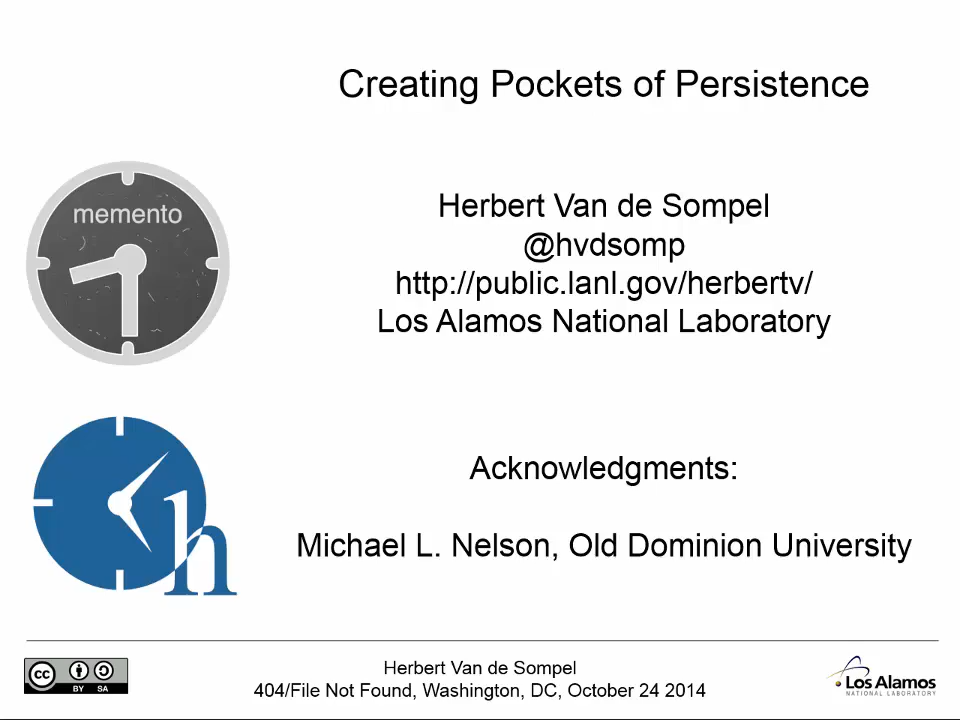 Creating Pockets of Persistence
memento
Herbert Van de Sompel
@hvdsomp
http://public.lanl.gov/herbertv/
Los Alamos National Laboratory
h
Acknowledgments:
Michael L. Nelson, Old Dominion University
cc
BY SA
Herbert Van de Sompel
404/File Not Found, Washington, DC, October 24 2014
Los Alamos
NATIONAL LABORATORY